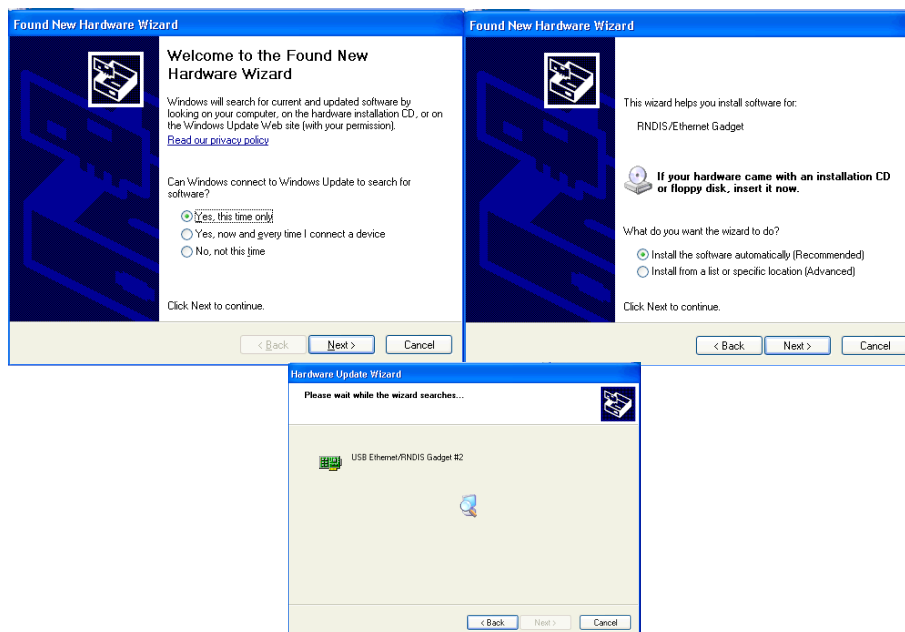 Found New Hardware Wizard
Welcome to the Found New
Hardware Wizard
Windows will search for current and updated software by
looking on your computer, on the hardware installation CD, or on
the Windows Update Web site (with your permission).
Read our privacy policy
Can Windows connect to Windows Update to search for
software?
Yes, this time only
Yes, now and every time I connect a device
No, not this time
Click Next to continue.
< Back
Next >
Cancel
Found New Hardware Wizard
This wizard helps you install software for:
RNDIS/Ethernet Gadget
If your hardware came with an installation CD
or floppy disk, insert it now.
What do you want the wizard to do?
Install the software automatically (Recommended)
Install from a list or specific location (Advanced)
Click Next to continue.
< Back
Next >
Cancel
Hardware Update Wizard
Please wait while the wizard searches...
USB Ethernet/RNDIS Gadget #2
< Back
Next >
Cancel